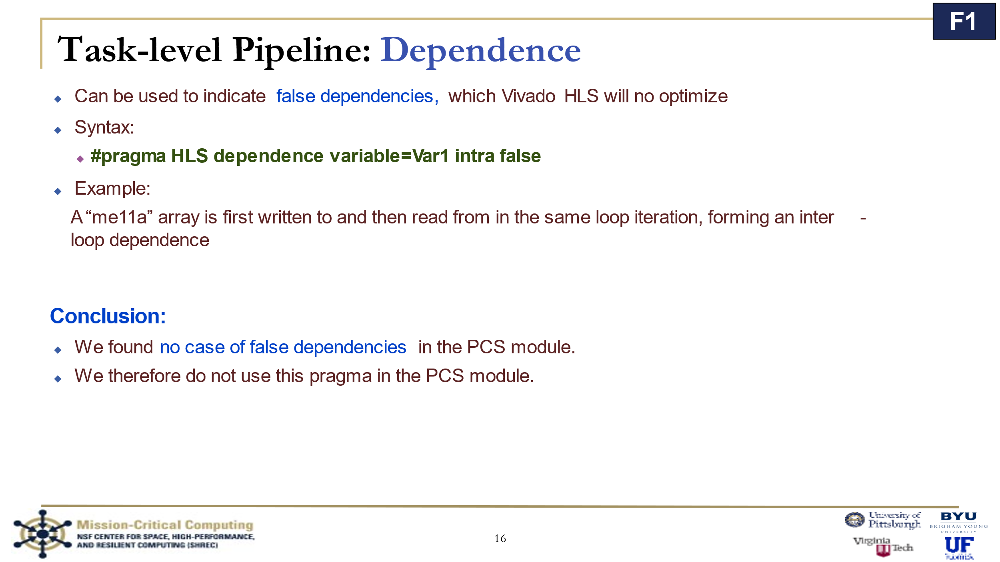 F1
Task-level Pipeline: Dependence
Can be used to indicate false dependencies, which Vivado HLS will no optimize
Syntax:
#pragma HLS dependence variable=Var1 intra false
Example:
A “me11a” array is first written to and then read from in the same loop iteration, forming an inter -
loop dependence
Conclusion:
We found no case of false dependencies in the PCS module.
We therefore do not use this pragma in the PCS module.
Mission-Critical Computing
NSF CENTER FOR SPACE, HIGH-PERFORMANCE,
AND RESILIENT COMPUTING (SHREC)
16
University of
Pittsburgh
BYU
BRIGHAM YOUNG
UNIVERSITY
Virginia
Tech
UF
FLORIDA